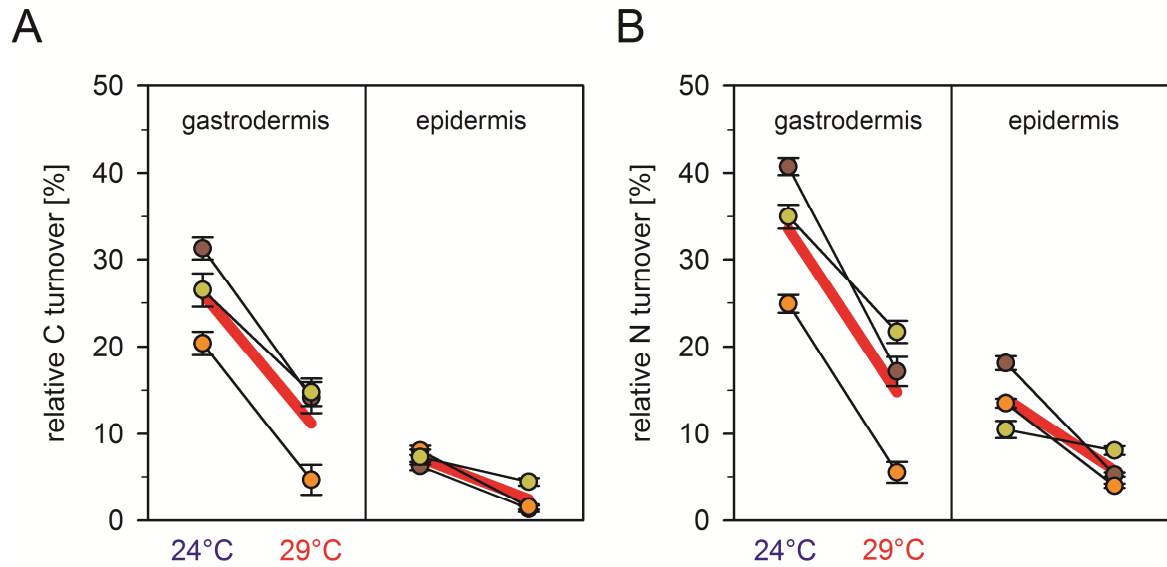 A
relative C turnover [%]
50
40
30
20
10
0
gastrodermis
epidermis
24°C
29°C
B
relative N turnover [%]
50
40
30
20
10
0
gastrodermis
epidermis
24°C
29°C